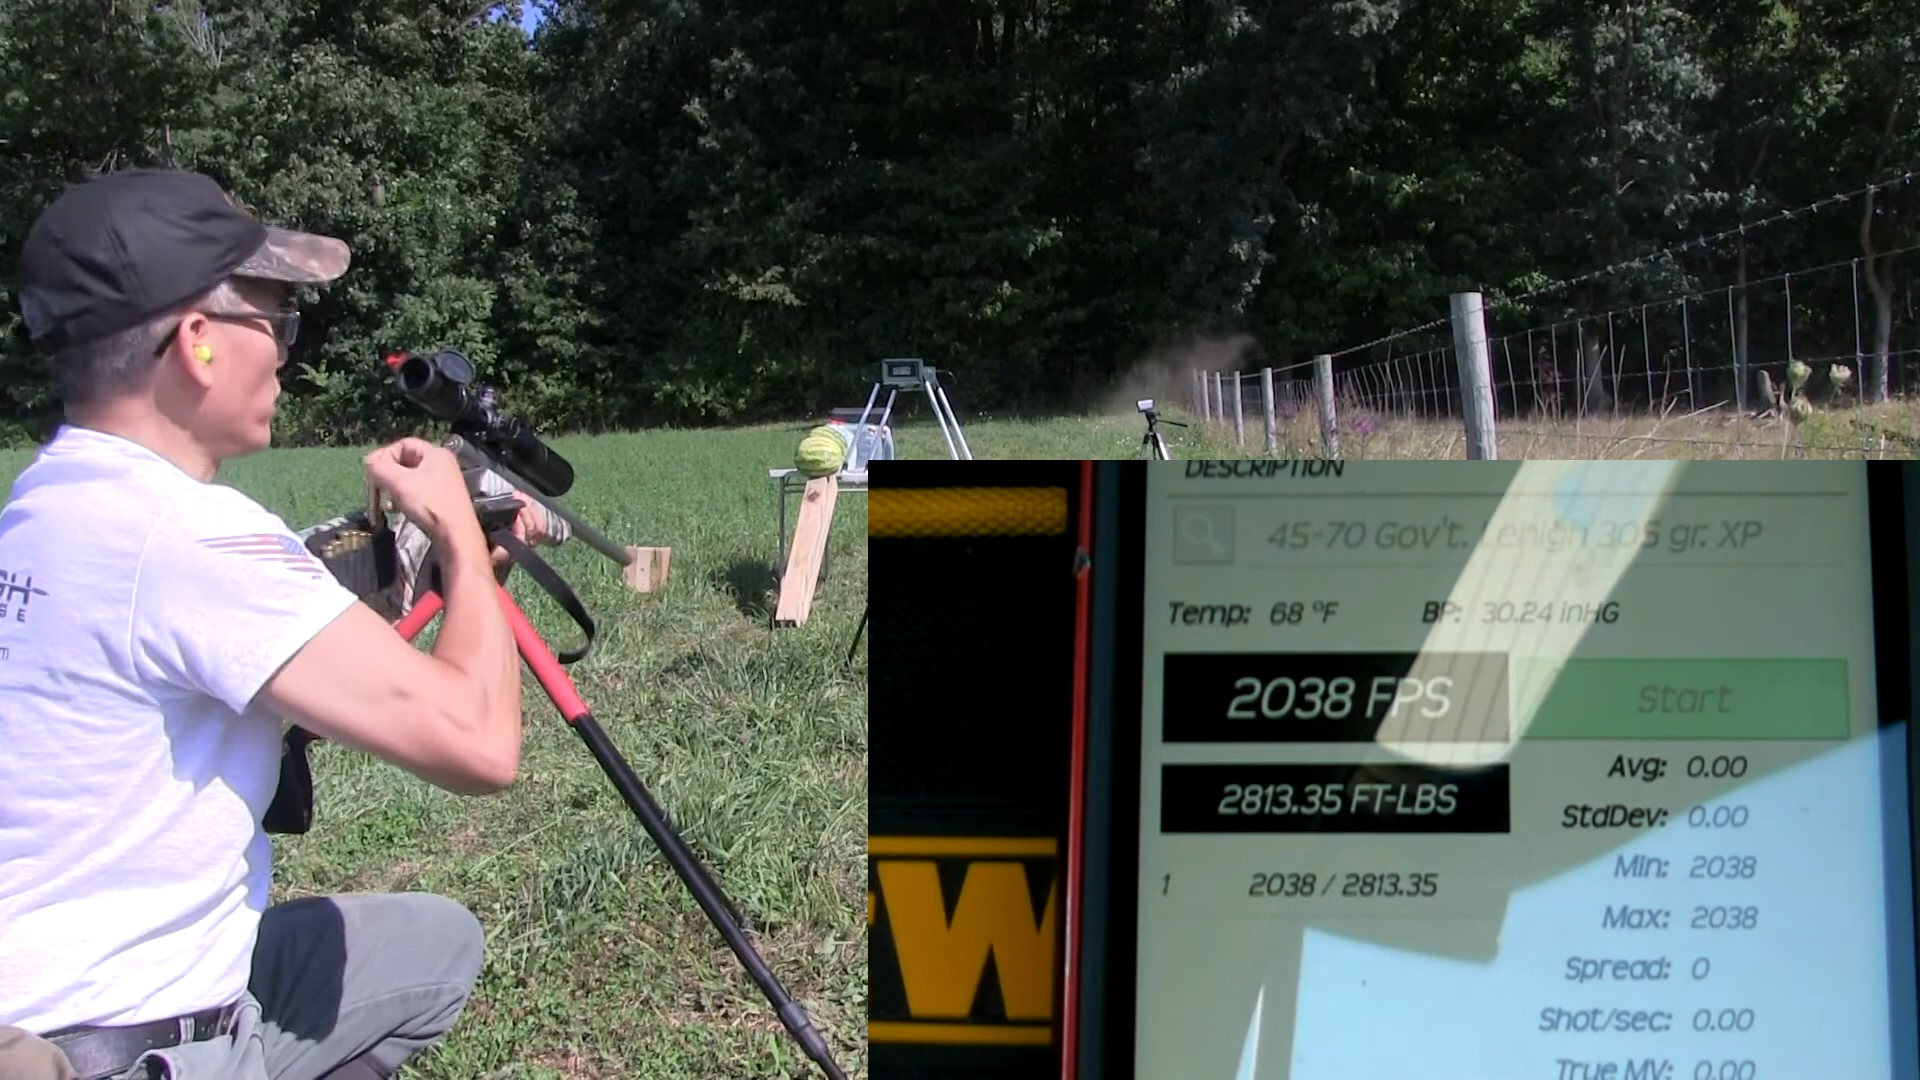 DESCRIPTION
45-70 Gov't. Lehigh 305 gr. XP
Temp: 68 °F BP: 30.24 inHG
2038 FPS
Start
2813.35 FT-LBS
Avg: 0.00
StdDev: 0.00
1 2038 / 2813.35
Min: 2038
Max: 2038
Spread: 0
Shot/sec: 0.00
True MV: 0.00
W